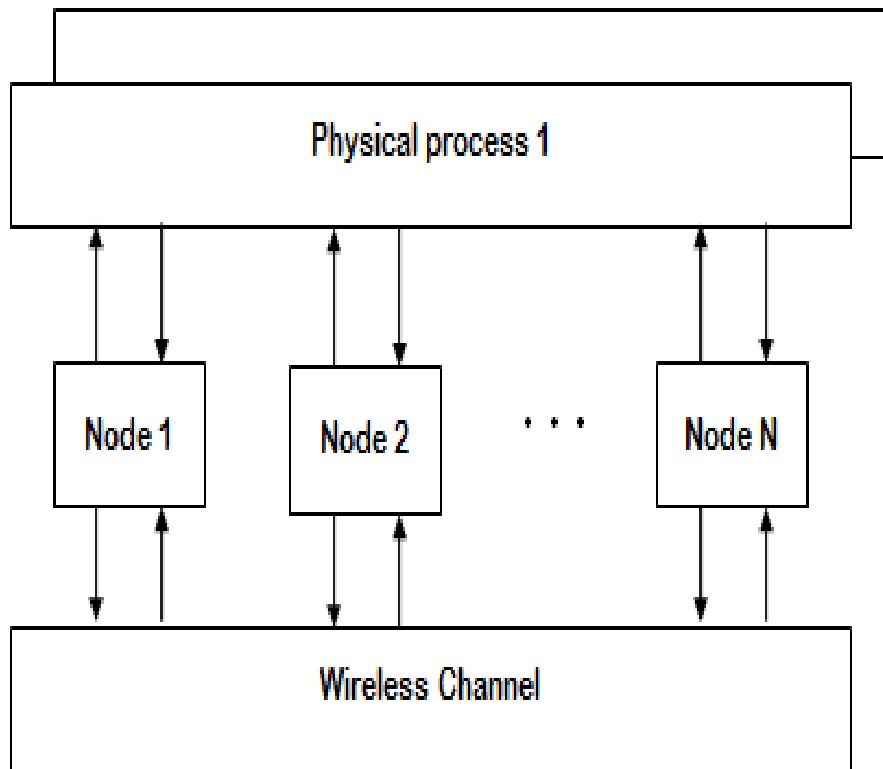 Physical process 1
Node 1
Node 2
. . .
Node N
Wireless Channel